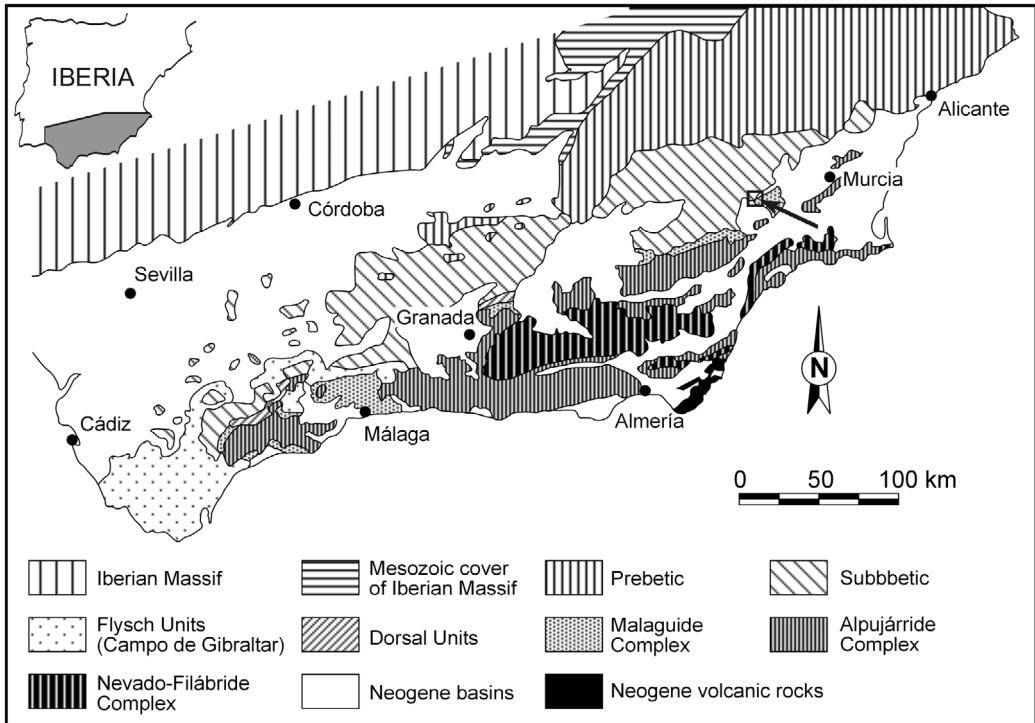 IBERIA
Alicante
Murcia
Córdoba
Sevilla
Granada
Cádiz
Málaga
Almería
N
0 50 100 km
Iberian Massif
Mesozoic cover
of Iberian Massif
Prebetic
Subbbetic
Flysch Units
(Campo de Gibraltar)
Dorsal Units
Malaguide
Complex
Alpujárride
Complex
Nevado-Filábride
Complex
Neogene basins
Neogene volcanic rocks